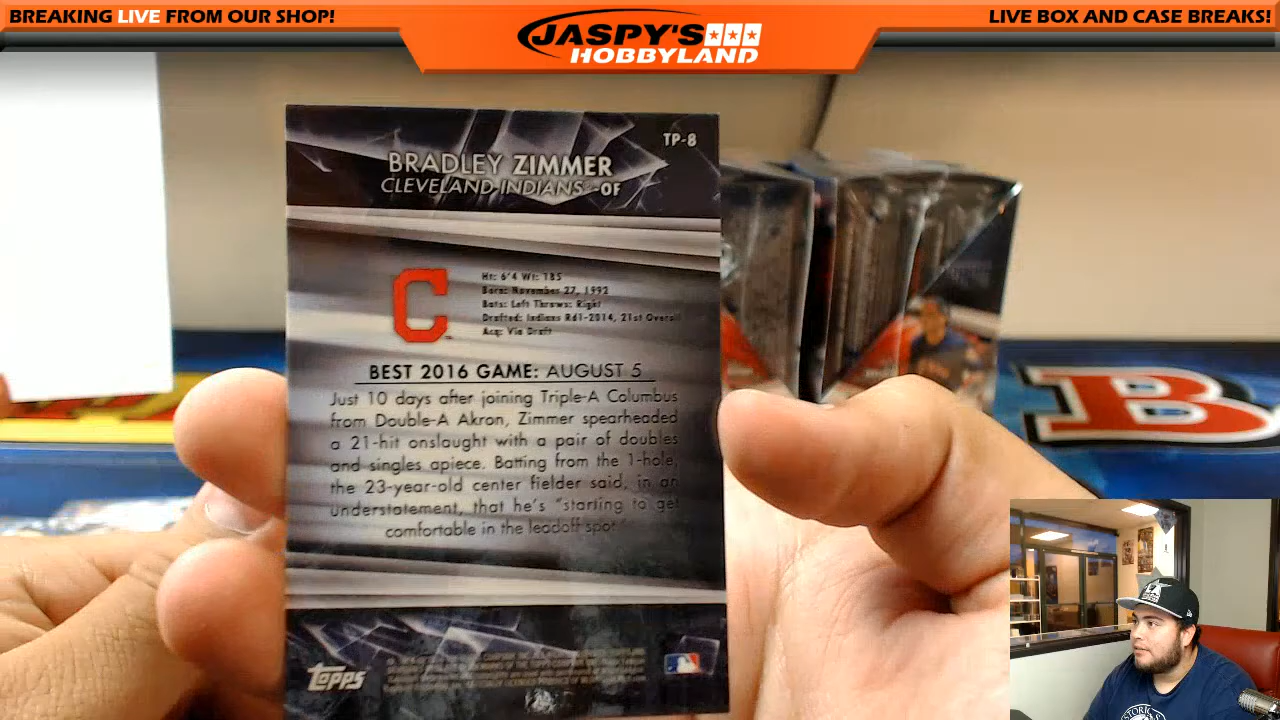 BREAKING LIVE FROM OUR SHOP!
JASPY'S
HOBBYLAND
LIVE BOX AND CASE BREAKS!
TP-8
BRADLEY ZIMMER
CLEVELAND INDIANS® OF
C
Ht: 6'4 Wt: 185
Born: November 27, 1992
Bats: Left Throws: Right
Drafted: Indians Rd1-2014, 21st Overall
Acq: Via Draft
BEST 2016 GAME: AUGUST 5
Just 10 days after joining Triple-A Columbus
from Double-A Akron, Zimmer spearheaded
a 21-hit onslaught with a pair of doubles
and singles apiece. Batting from the 1-hole,
the 23-year-old center fielder said, in an
understatement, that he's "starting to get
comfortable in the leadoff spot."
Topps
B